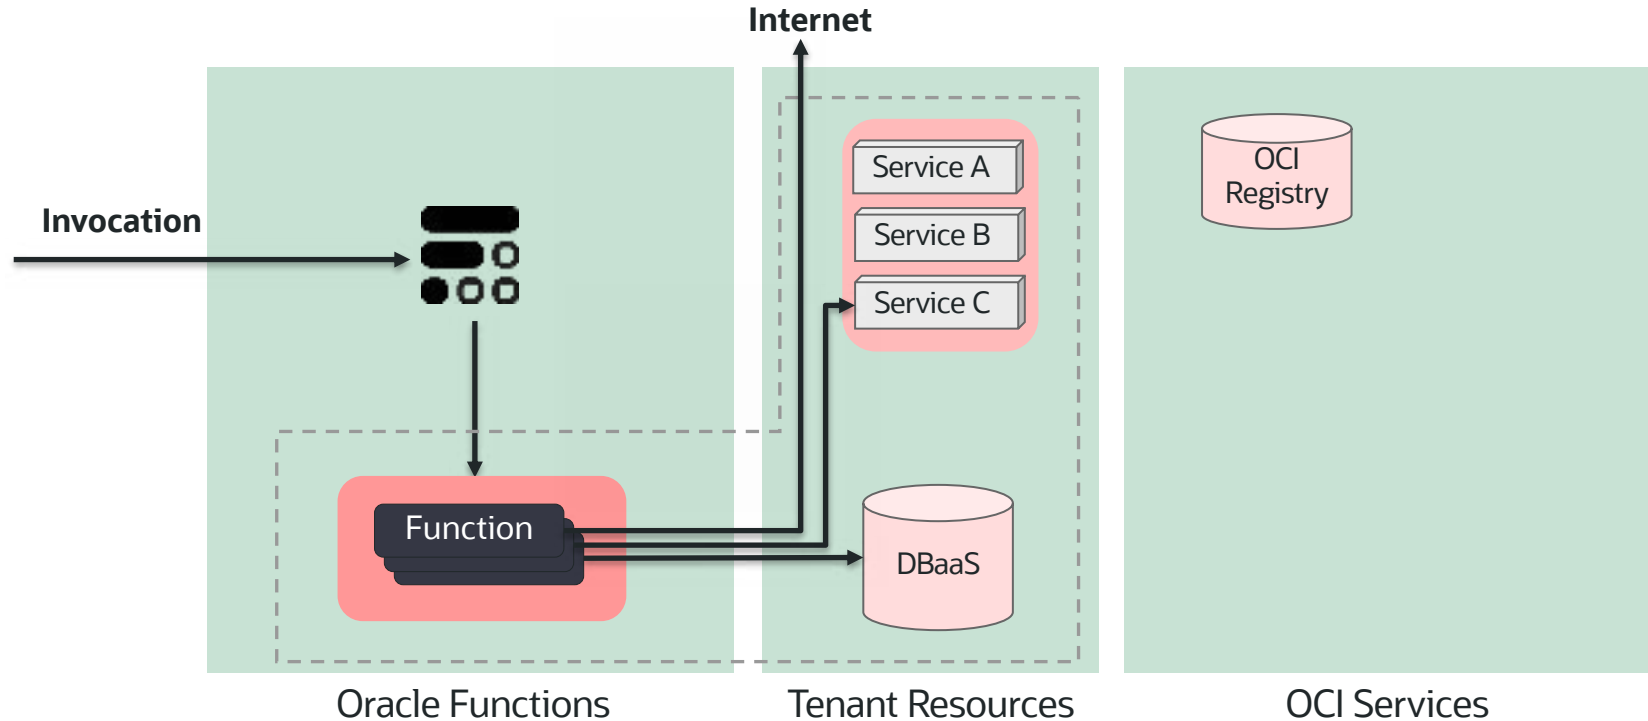 Internet
Invocation
Service A
Service B
Service C
OCI
Registry
Function
DBaaS
Oracle Functions
Tenant Resources
OCI Services